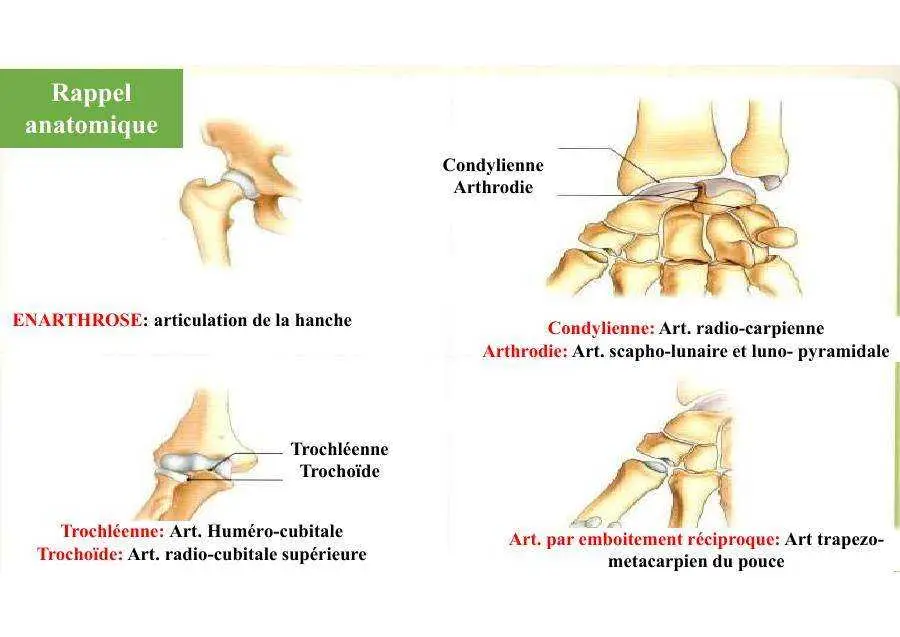 Rappel
anatomique
Condylienne
Arthrodie
ENARTHROSE: articulation de la hanche
Condylienne: Art. radio-carpienne
Arthrodie: Art. scapho-lunaire et luno- pyramidale
Trochléenne
Trochoïde
Trochléenne: Art. Huméro-cubitale
Trochoïde: Art. radio-cubitale supérieure
Art. par emboitement réciproque: Art trapezo-
metacarpien du pouce